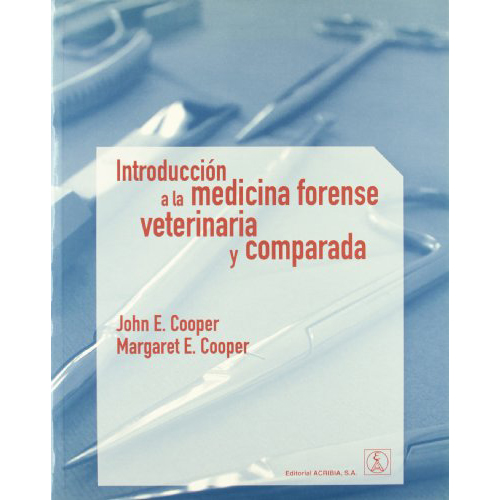 Introducción
a la medicina forense
veterinaria
y comparada
John E. Cooper
Margaret E. Cooper
Editorial ACRIBIA, S.A.